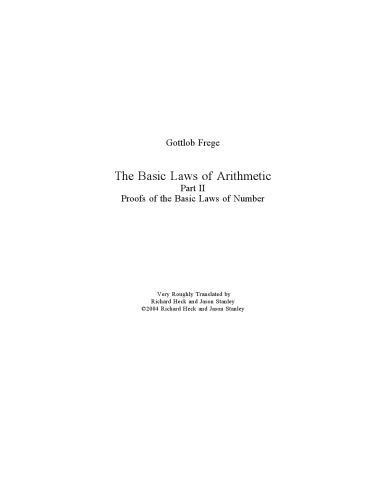 Gottlob Frege
The Basic Laws of Arithmetic
Part II
Proofs of the Basic Laws of Number
Very Roughly Translated by
Richard Heck and Jason Stanley
©2004 Richard Heck and Jason Stanley